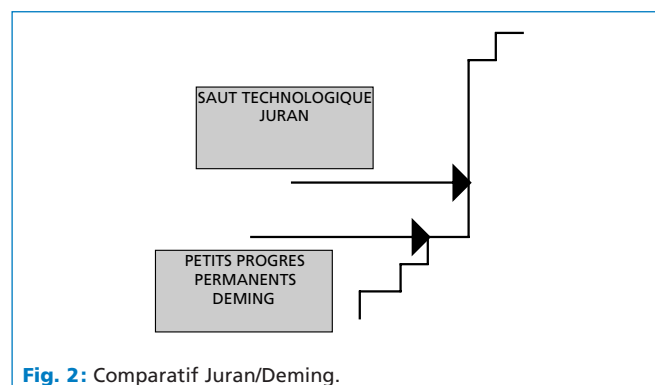 SAUT TECHNOLOGIQUE
JURAN
PETITS PROGRES
PERMANENTS
DEMING
Fig. 2: Comparatif Juran/Deming.